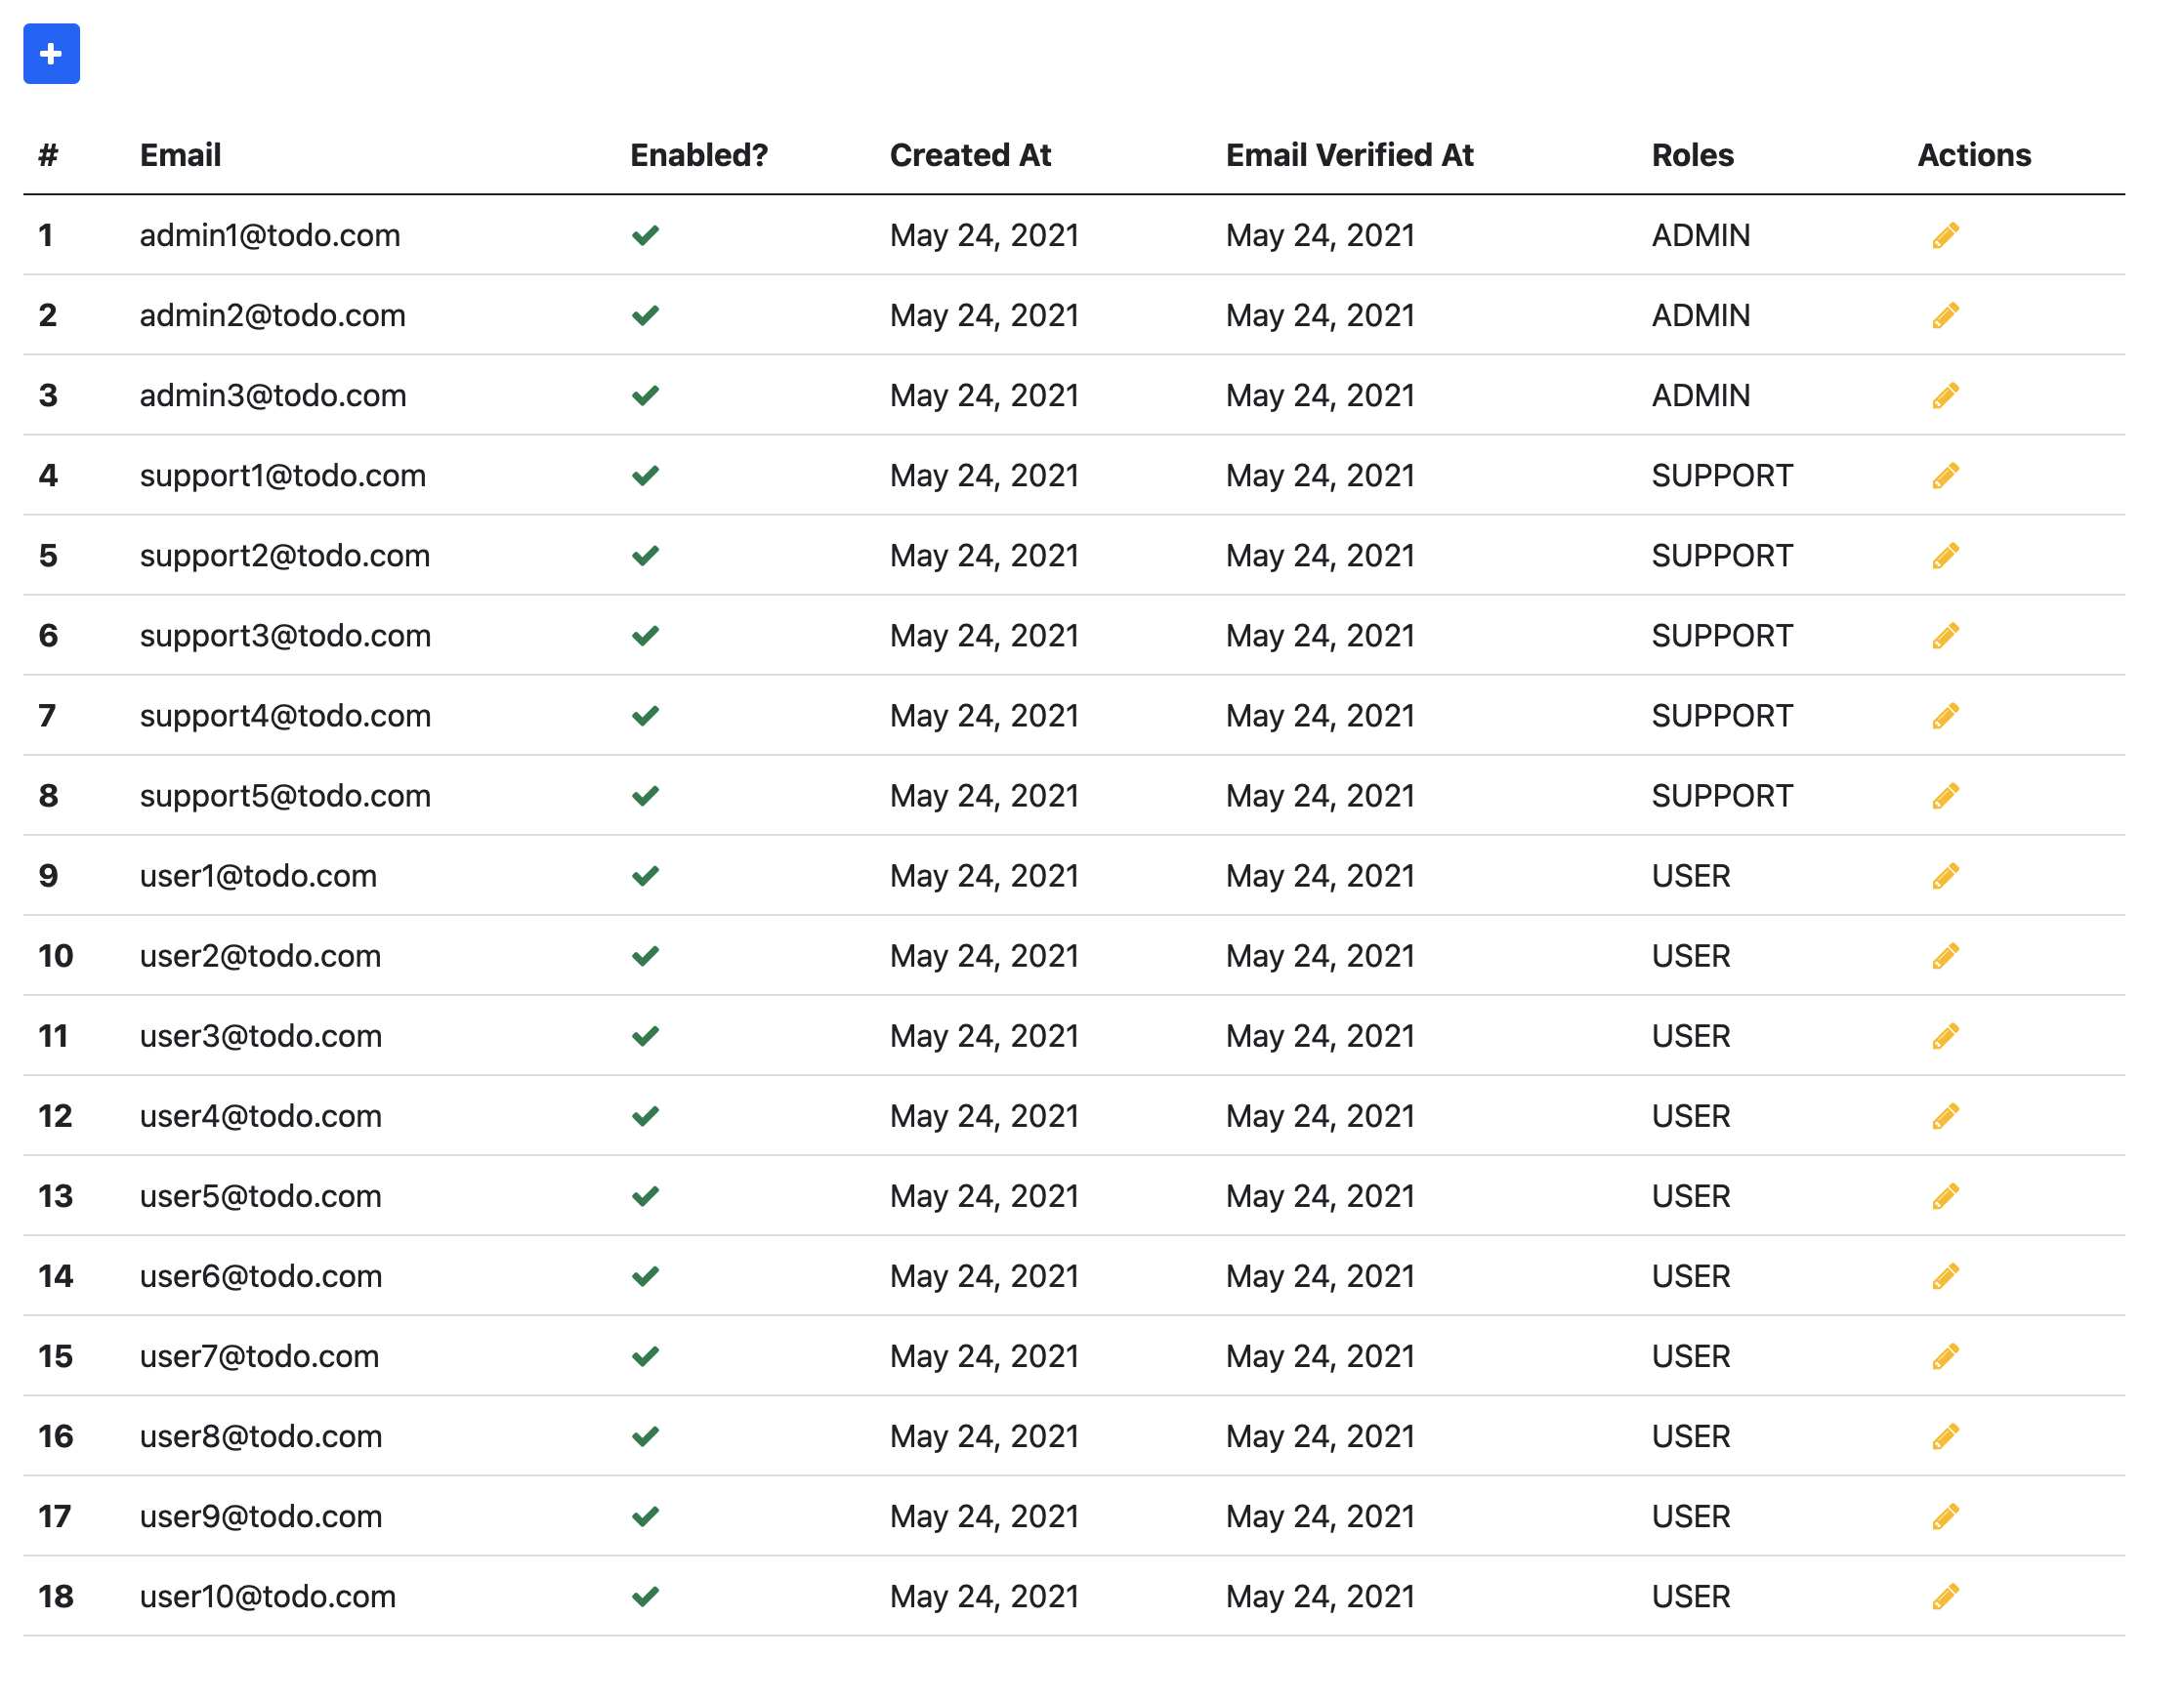 # Email Enabled? Created At Email Verified At Roles Actions
1 admin1@todo.com May 24, 2021 May 24, 2021 ADMIN
2 admin2@todo.com May 24, 2021 May 24, 2021 ADMIN
3 admin3@todo.com May 24, 2021 May 24, 2021 ADMIN
4 support1@todo.com May 24, 2021 May 24, 2021 SUPPORT
5 support2@todo.com May 24, 2021 May 24, 2021 SUPPORT
6 support3@todo.com May 24, 2021 May 24, 2021 SUPPORT
7 support4@todo.com May 24, 2021 May 24, 2021 SUPPORT
8 support5@todo.com May 24, 2021 May 24, 2021 SUPPORT
9 user1@todo.com May 24, 2021 May 24, 2021 USER
10 user2@todo.com May 24, 2021 May 24, 2021 USER
11 user3@todo.com May 24, 2021 May 24, 2021 USER
12 user4@todo.com May 24, 2021 May 24, 2021 USER
13 user5@todo.com May 24, 2021 May 24, 2021 USER
14 user6@todo.com May 24, 2021 May 24, 2021 USER
15 user7@todo.com May 24, 2021 May 24, 2021 USER
16 user8@todo.com May 24, 2021 May 24, 2021 USER
17 user9@todo.com May 24, 2021 May 24, 2021 USER
18 user10@todo.com May 24, 2021 May 24, 2021 USER